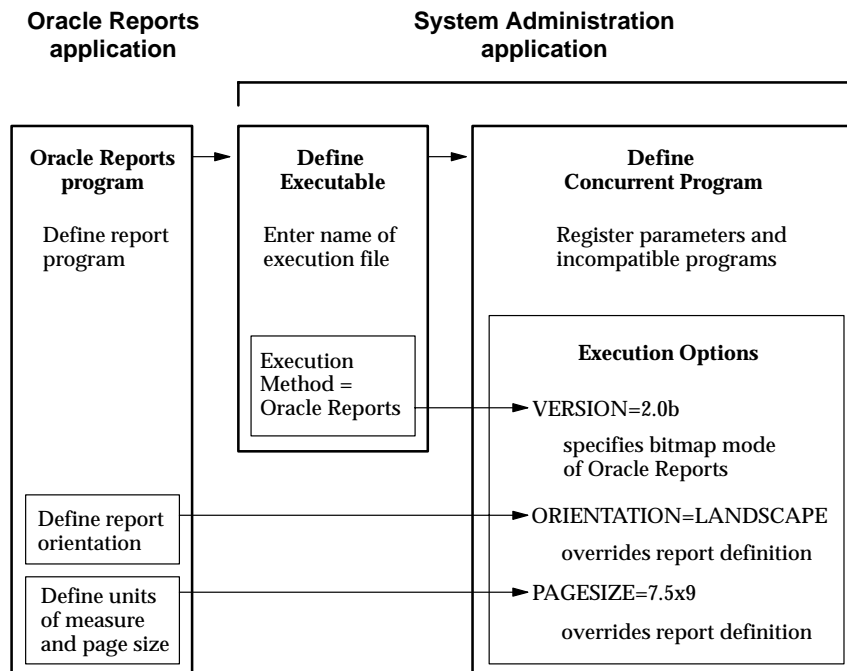 Oracle Reports
application
System Administration
application
Oracle Reports
program
Define report
program
Define report
orientation
Define units
of measure
and page size
Define
Executable
Enter name of
execution file
Execution
Method =
Oracle Reports
Define
Concurrent Program
Register parameters and
incompatible programs
Execution Options
VERSION=2.0b
specifies bitmap mode
of Oracle Reports
ORIENTATION=LANDSCAPE
overrides report definition
PAGESIZE=7.5x9
overrides report definition